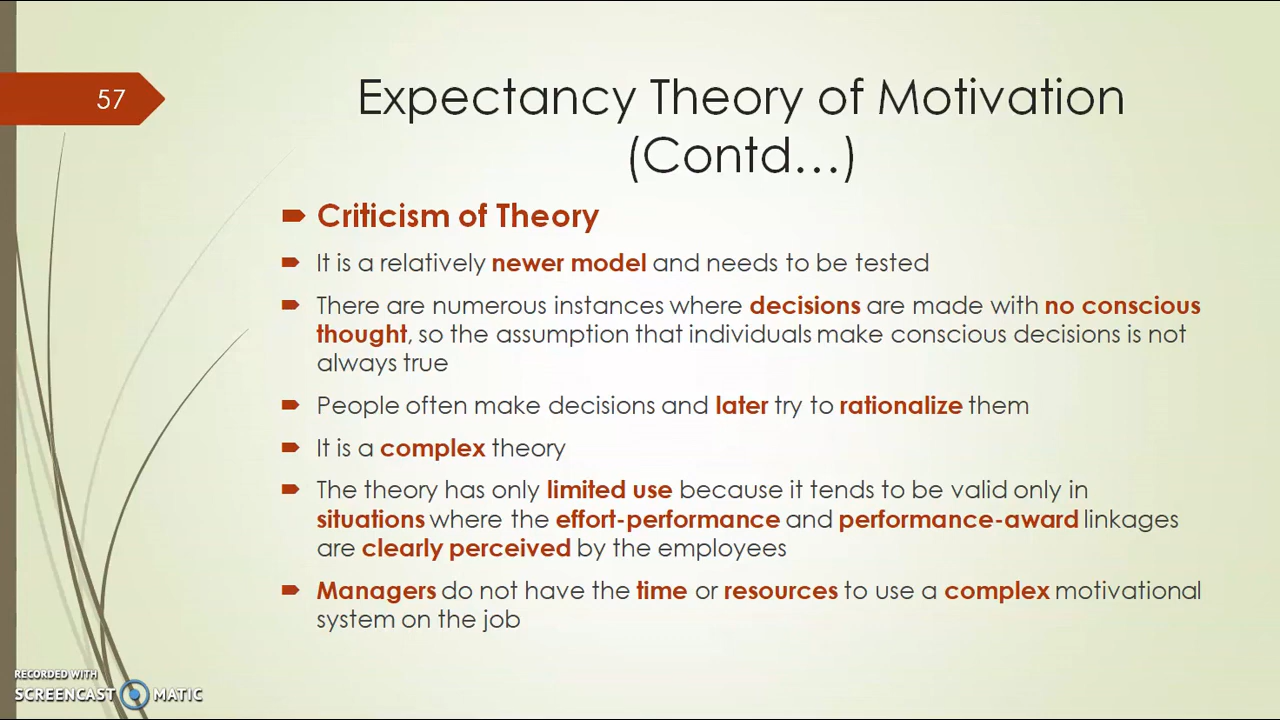 57
Expectancy Theory of Motivation
(Contd...)
Criticism of Theory
It is a relatively newer model and needs to be tested
There are numerous instances where decisions are made with no conscious
thought, so the assumption that individuals make conscious decisions is not
always true
People often make decisions and later try to rationalize them
It is a complex theory
The theory has only limited use because it tends to be valid only in
situations where the effort-performance and performance-award linkages
are clearly perceived by the employees
Managers do not have the time or resources to use a complex motivational
system on the job
RECORDED WITH
SCREENCAST MATIC